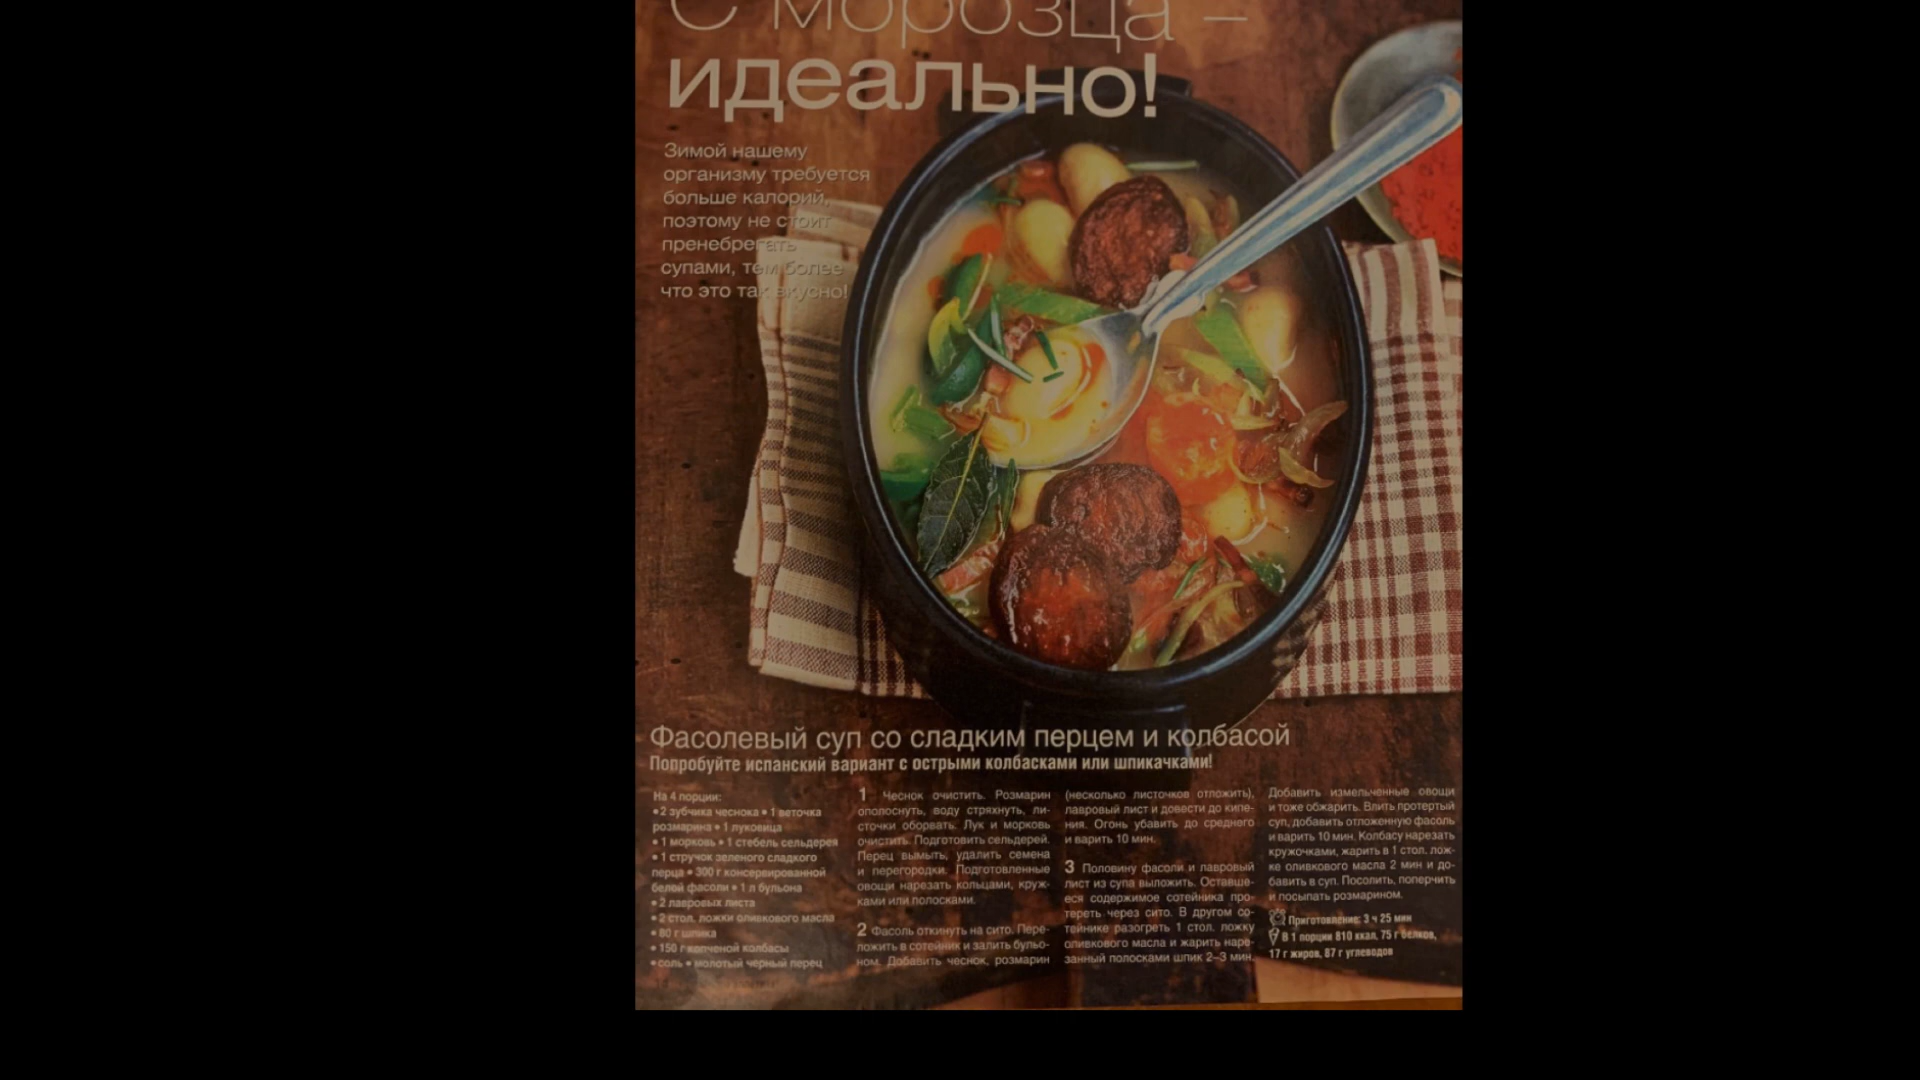 С морозца –
идеально!
Зимой нашему
организму требуется
больше калорий,
поэтому не стоит
пренебрегать
супами, тем более
что это так вкусно!
Фасолевый суп со сладким перцем и колбасой
Попробуйте испанский вариант с острыми колбасками или шпикачками!
На 4 порции:
• 2 зубчика чеснока • 1 веточка
розмарина • 1 луковица
• 1 морковь • 1 стебель сельдерея
• 1 стручок зеленого сладкого
перца • 300 г консервированной
белой фасоли • 1 л бульона
• 2 лавровых листа
• 2 стол. ложки оливкового масла
• 80 г шпика
• 150 г копченой колбасы
• соль • молотый черный перец
1 Чеснок очистить. Розмарин
ополоснуть, воду стряхнуть, ли-
сточки оборвать. Лук и морковь
очистить. Подготовить сельдерей.
Перец вымыть, удалить семена
и перегородки. Подготовленные
овощи нарезать кольцами, круж-
ками или полосками.
2 Фасоль откинуть на сито. Пере-
ложить в сотейник и залить бульо-
ном. Добавить чеснок, розмарин
(несколько листочков отложить),
лавровый лист и довести до кипе-
ния. Огонь убавить до среднего
и варить 10 мин.
3 Половину фасоли и лавровый
лист из супа выложить. Оставше-
еся содержимое сотейника про-
тереть через сито. В другом со-
тейнике разогреть 1 стол. ложку
оливкового масла и жарить наре-
занный полосками шпик 2–3 мин.
Добавить измельченные овощи
и тоже обжарить. Влить протертый
суп, добавить отложенную фасоль
и варить 10 мин. Колбасу нарезать
кружочками, жарить в 1 стол. лож-
ке оливкового масла 2 мин и до-
бавить в суп. Посолить, поперчить
и посыпать розмарином.
Приготовление: 3 ч 25 мин
В 1 порции 810 ккал, 75 г белков,
17 г жиров, 87 г углеводов